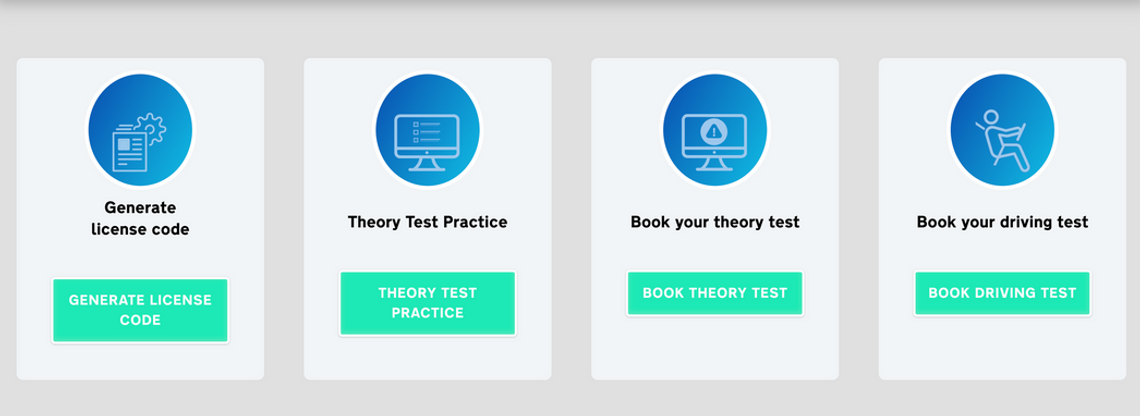 Generate
license code
GENERATE LICENSE
CODE
Theory Test Practice
THEORY TEST
PRACTICE
Book your theory test
BOOK THEORY TEST
Book your driving test
BOOK DRIVING TEST